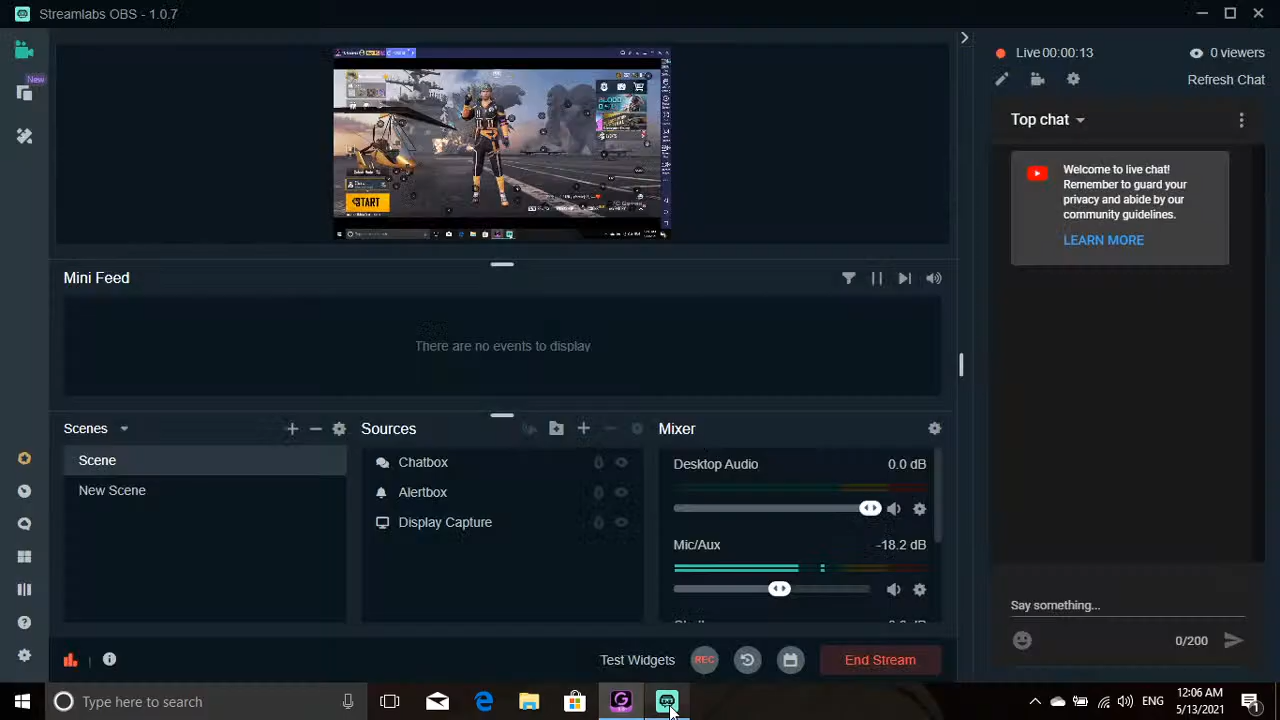 Streamlabs OBS - 1.0.7
New
START
Live 00:00:13
0 viewers
Refresh Chat
Top chat
Welcome to live chat!
Remember to guard your
privacy and abide by our
community guidelines.
LEARN MORE
Mini Feed
There are no events to display
Scenes
Scene
New Scene
Sources
Chatbox
Alertbox
Display Capture
Mixer
Desktop Audio
0.0 dB
Mic/Aux
-18.2 dB
Say something...
0/200
Test Widgets
REC
End Stream
Type here to search
ENG
12:06 AM
5/13/2021